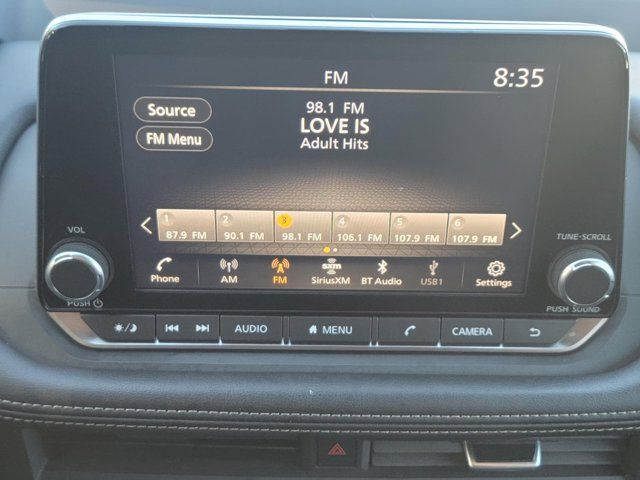 FM 8:35
Source
FM Menu
98.1 FM
LOVE IS
Adult Hits
1 2 3 4 5 6
87.9 FM 90.1 FM 98.1 FM 106.1 FM 107.9 FM 107.9 FM
VOL
TUNE-SCROLL
Phone AM FM sxm SiriusXM BT Audio USB1 Settings
PUSH
PUSH SOUND
AUDIO MENU CAMERA